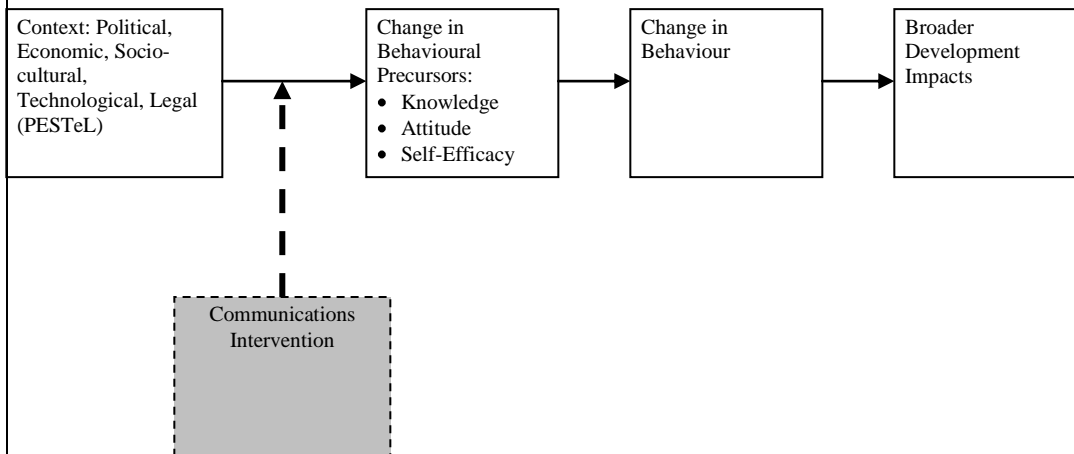 Context: Political,
Economic, Socio-
cultural,
Technological, Legal
(PESTeL)
Change in
Behavioural
Precursors:
• Knowledge
• Attitude
• Self-Efficacy
Change in
Behaviour
Broader
Development
Impacts
Communications
Intervention